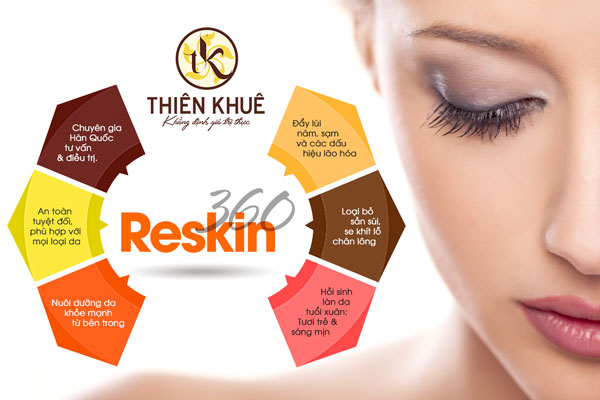 tk
THIÊN KHUÊ
Khẳng định giá trị thực
Chuyên gia
Hàn Quốc
tư vấn
& điều trị.
An toàn
tuyệt đối,
phù hợp với
mọi loại da
Nuôi dưỡng da
khỏe mạnh
từ bên trong
Reskin
360
Đẩy lùi
nám, sạm
và các dấu
hiệu lão hóa
Loại bỏ
sần sùi,
se khít lỗ
chân lông
Hồi sinh
làn da
tuổi xuân:
Tươi trẻ &
sáng mịn